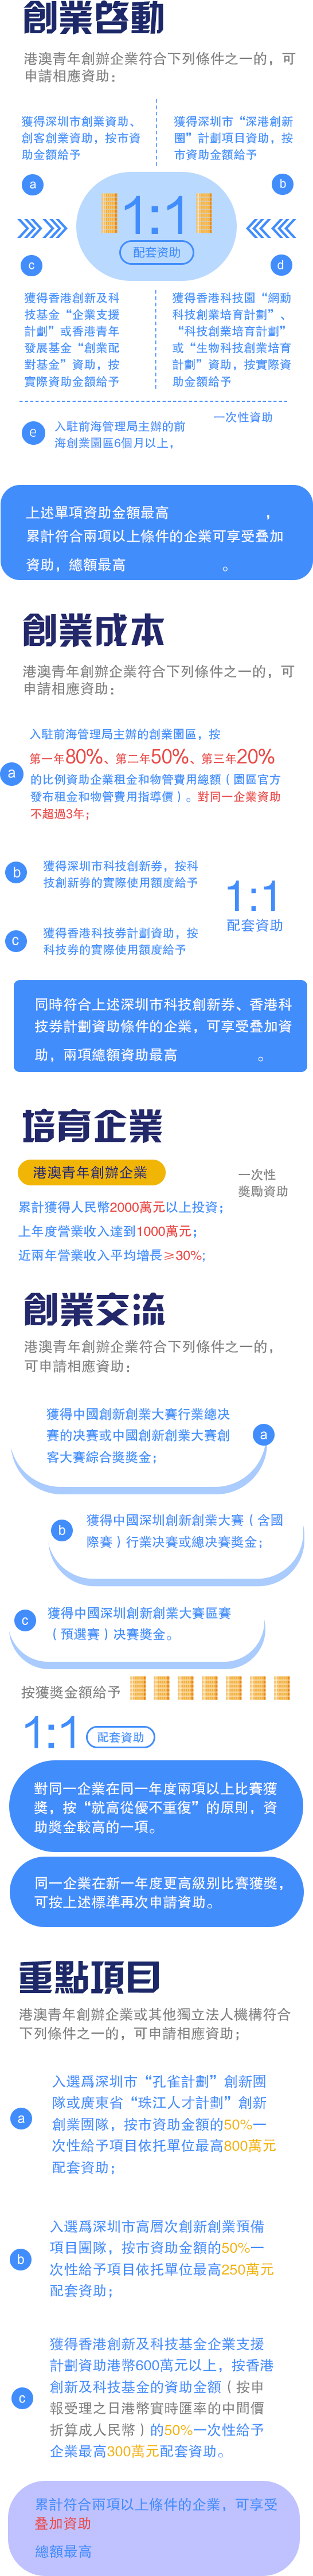 創業啓動
港澳青年創辦企業符合下列條件之一的，可
申請相應資助：
獲得深圳市創業資助、
創客創業資助，按市資
助金額給予
獲得深圳市“深港創新
圈”計劃項目資助，按
市資助金額給予
a
b
1:1
配套資助
c
d
獲得香港創新及科
技基金“企業支援
計劃”或香港青年
發展基金“創業配
對基金”資助，按
實際資助金額給予
獲得香港科技園“網動
科技創業培育計劃”、
“科技創業培育計劃”
或“生物科技創業培育
計劃”資助，按實際資
助金額給予
e
入駐前海管理局主辦的前
海創業園區6個月以上，
一次性資助
上述單項資助金額最高 ，
累計符合兩項以上條件的企業可享受叠加
資助，總額最高 。
創業成本
港澳青年創辦企業符合下列條件之一的，可
申請相應資助：
a
入駐前海管理局主辦的創業園區，按
第一年80%、第二年50%、第三年20%
的比例資助企業租金和物管費用總額（園區官方
發布租金和物管費用指導價）。對同一企業資助
不超過3年；
b
獲得深圳市科技創新券，按科
技創新券的實際使用額度給予
c
獲得香港科技券計劃資助，按
科技券的實際使用額度給予
1:1
配套資助
同時符合上述深圳市科技創新券、香港科
技券計劃資助條件的企業，可享受叠加資
助，兩項總額資助最高 。
培育企業
港澳青年創辦企業
一次性
獎勵資助
累計獲得人民幣2000萬元以上投資；
上年度營業收入達到1000萬元；
近兩年營業收入平均增長≥30%;
創業交流
港澳青年創辦企業符合下列條件之一的，
可申請相應資助：
獲得中國創新創業大賽行業總决
賽的决賽或中國創新創業大賽創
客大賽綜合獎獎金；
a
b
獲得中國深圳創新創業大賽（含國
際賽）行業决賽或總决賽獎金；
c
獲得中國深圳創新創業大賽區賽
（預選賽）决賽獎金。
按獲獎金額給予
1:1
配套資助
對同一企業在同一年度兩項以上比賽獲
獎，按“就高從優不重復”的原則，資
助獎金較高的一項。
同一企業在新一年度更高級别比賽獲獎，
可按上述標準再次申請資助。
重點項目
港澳青年創辦企業或其他獨立法人機構符合
下列條件之一的，可申請相應資助；
a
入選爲深圳市“孔雀計劃”創新團
隊或廣東省“珠江人才計劃”創新
創業團隊，按市資助金額的50%一
次性給予項目依托單位最高800萬元
配套資助；
b
入選爲深圳市高層次創新創業預備
項目團隊，按市資助金額的50%一
次性給予項目依托單位最高250萬元
配套資助；
c
獲得香港創新及科技基金企業支援
計劃資助港幣600萬元以上，按香港
創新及科技基金的資助金額（按申
報受理之日港幣實時匯率的中間價
折算成人民幣）的50%一次性給予
企業最高300萬元配套資助。
累計符合兩項以上條件的企業，可享受
叠加資助
總額最高